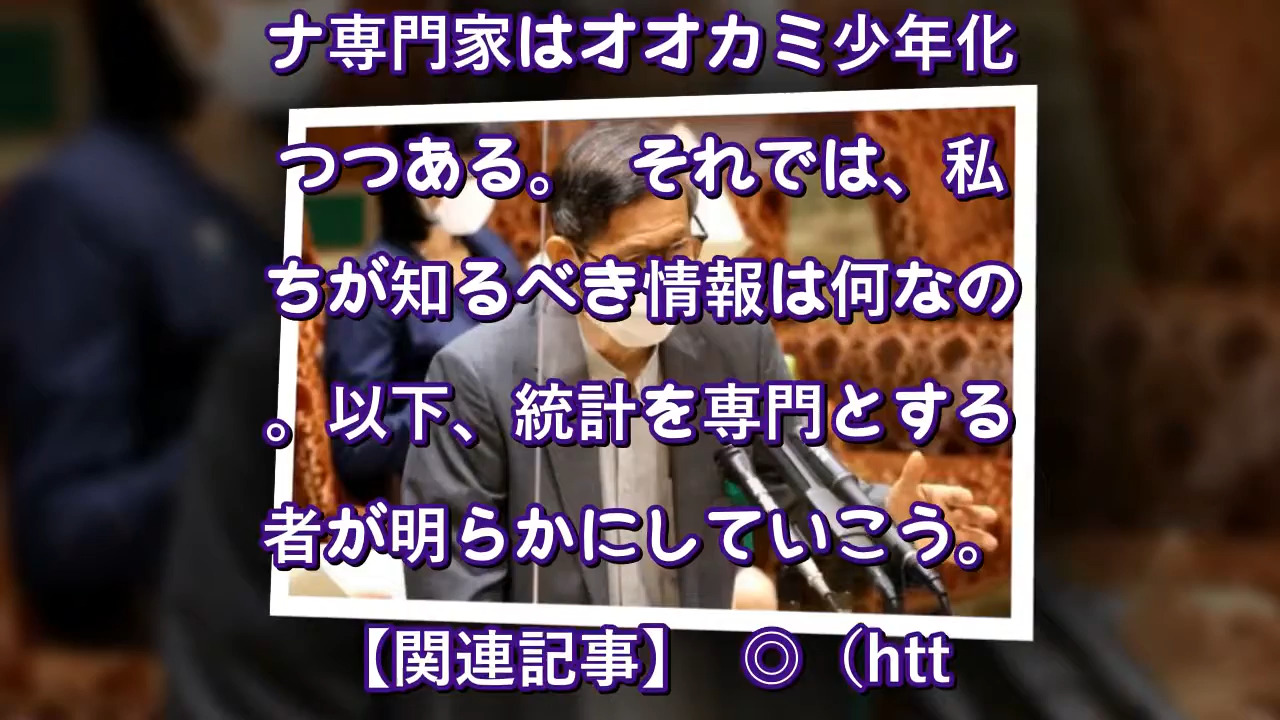 ナ専門家はオオカミ少年化
つつある。　それでは、私
ちが知るべき情報は何なの
。以下、統計を専門とする
者が明らかにしていこう。
【関連記事】　◎（htt